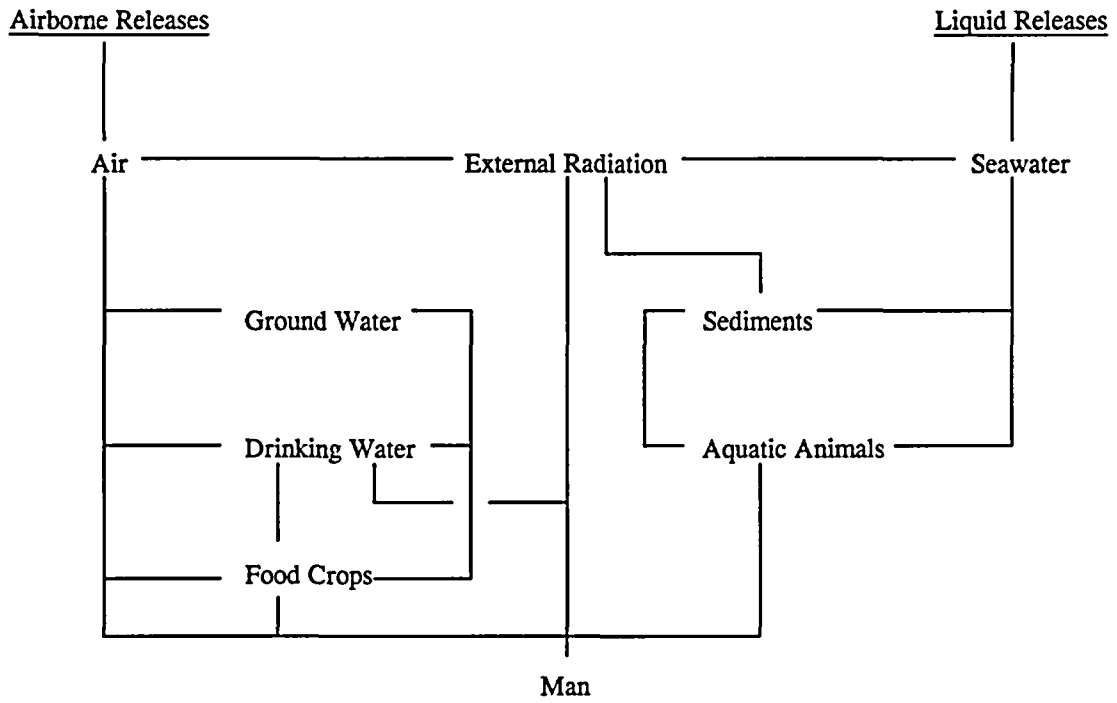 Airborne Releases
Liquid Releases
Air
External Radiation
Seawater
Ground Water
Sediments
Drinking Water
Aquatic Animals
Food Crops
Man